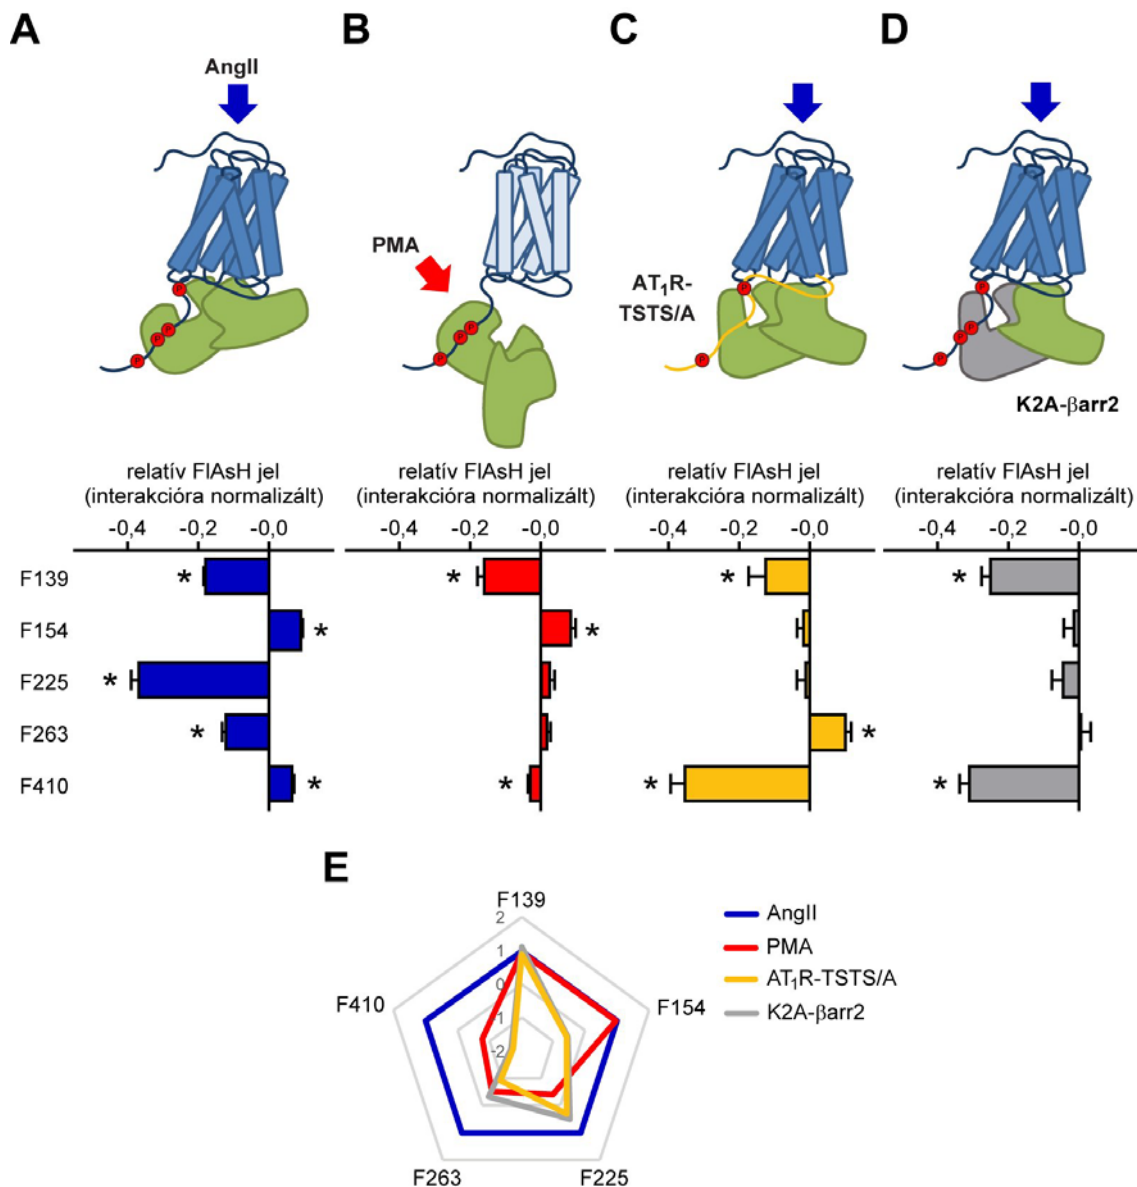 A
B
C
D
AngII
PMA
AT₁R-
TSTS/A
K2A-βarr2
P
P
P
P
P
P
P
P
P
P
P
P
P
relatív FlAsH jel
(interakcióra normalizált)
relatív FlAsH jel
(interakcióra normalizált)
relatív FlAsH jel
(interakcióra normalizált)
relatív FlAsH jel
(interakcióra normalizált)
-0,4 -0,2 -0,0
-0,4 -0,2 -0,0
-0,4 -0,2 -0,
-0,4 -0,2 -0,
F139 * * * *
F154 * *
F225 *
F263 * *
F410 * * * *
E
F139
2
1
0
1
-2
F410
F154
F263
F225
AngII
PMA
AT₁R-TSTS/A
K2A-βarr2